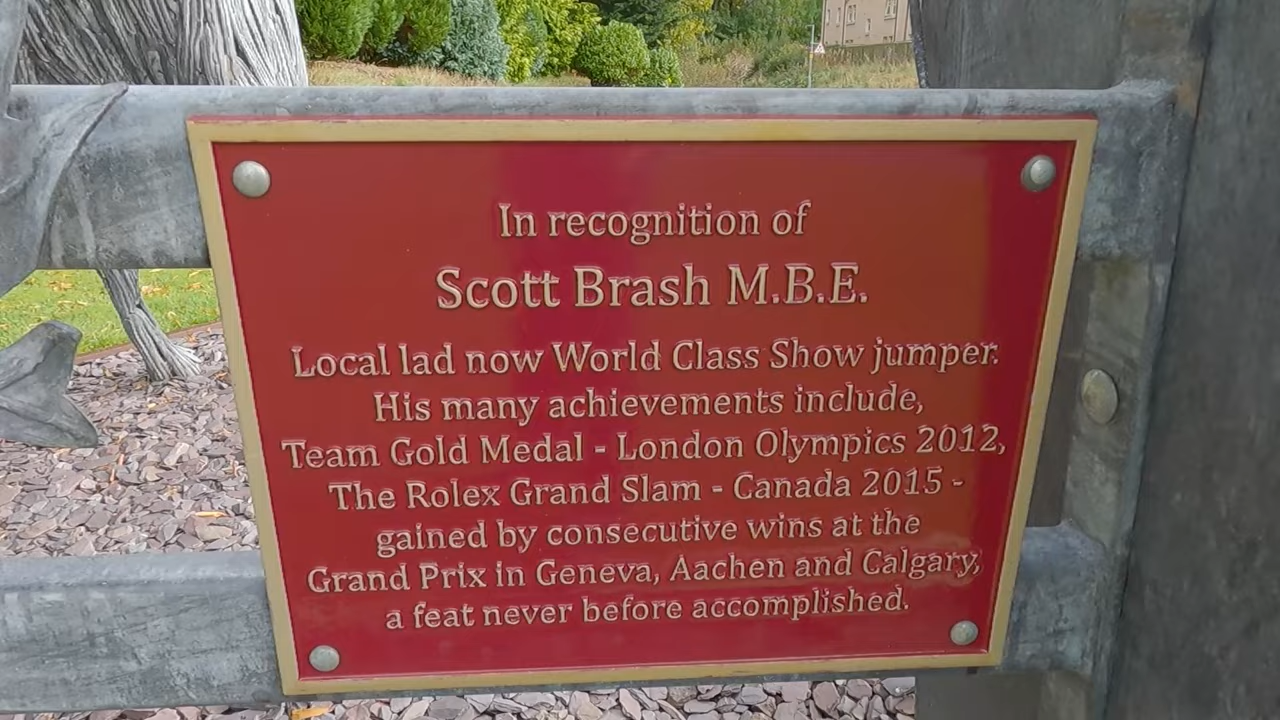 In recognition of
Scott Brash M.B.E.
Local lad now World Class Show jumper.
His many achievements include,
Team Gold Medal - London Olympics 2012,
The Rolex Grand Slam - Canada 2015 -
gained by consecutive wins at the
Grand Prix in Geneva, Aachen and Calgary,
a feat never before accomplished.